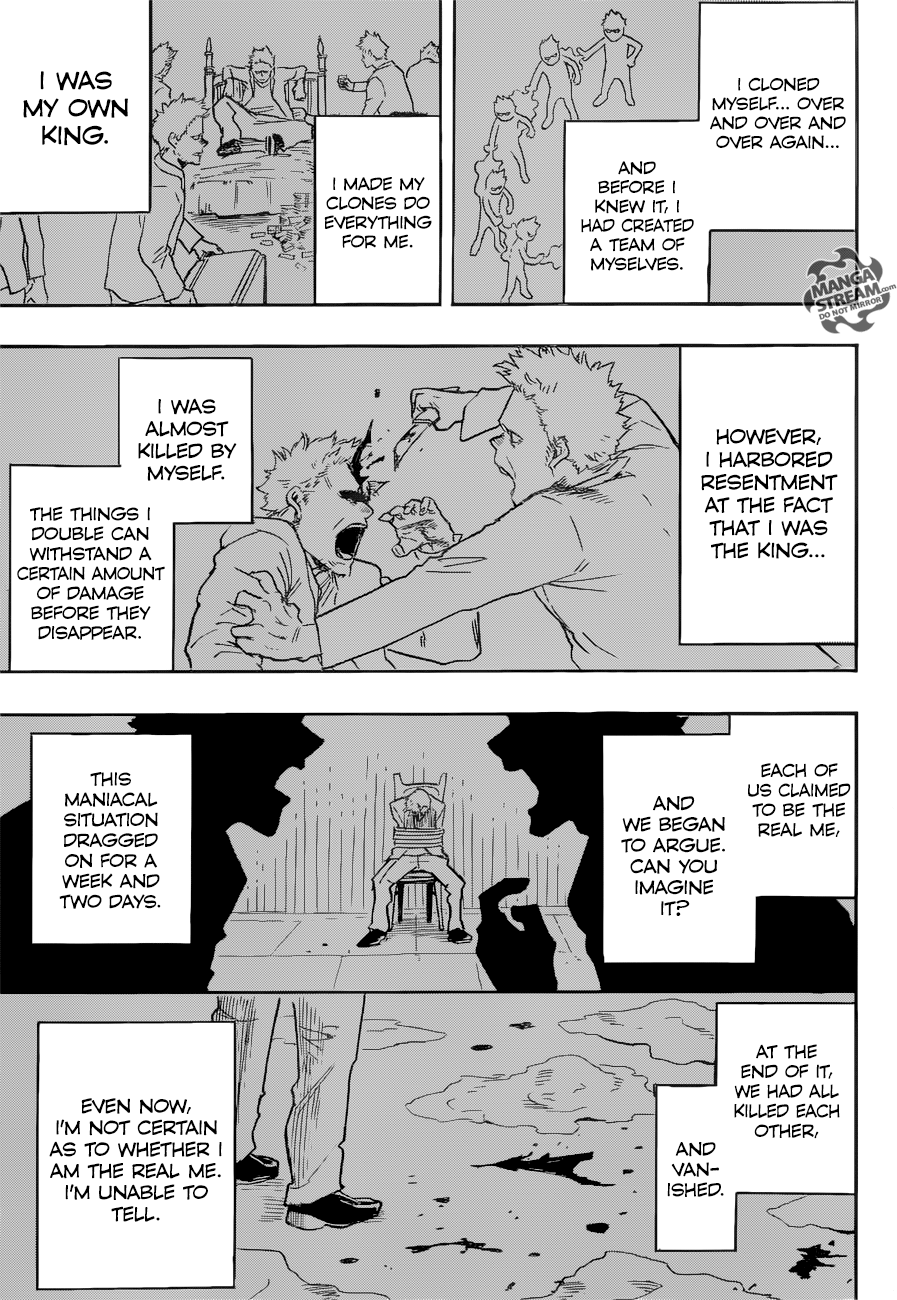 I CLONED
MYSELF... OVER
AND OVER AND
OVER AGAIN...
AND
BEFORE I
KNEW IT, I
HAD CREATED
A TEAM OF
MYSELVES.
I MADE MY
CLONES DO
EVERYTHING
FOR ME.
I WAS
MY OWN
KING.
MANGA
STREAM.com
DO NOT MIRROR
HOWEVER,
I HARBORED
RESENTMENT
AT THE FACT
THAT I WAS
THE KING...
I WAS
ALMOST
KILLED BY
MYSELF.
THE THINGS I
DOUBLE CAN
WITHSTAND A
CERTAIN AMOUNT
OF DAMAGE
BEFORE THEY
DISAPPEAR.
EACH OF
US CLAIMED
TO BE THE
REAL ME,
AND
WE BEGAN
TO ARGUE.
CAN YOU
IMAGINE
IT?
THIS
MANIACAL
SITUATION
DRAGGED
ON FOR A
WEEK AND
TWO DAYS.
AT THE
END OF IT,
WE HAD ALL
KILLED EACH
OTHER,
AND
VAN-
ISHED.
EVEN NOW,
I'M NOT CERTAIN
AS TO WHETHER I
AM THE REAL ME.
I'M UNABLE TO
TELL.